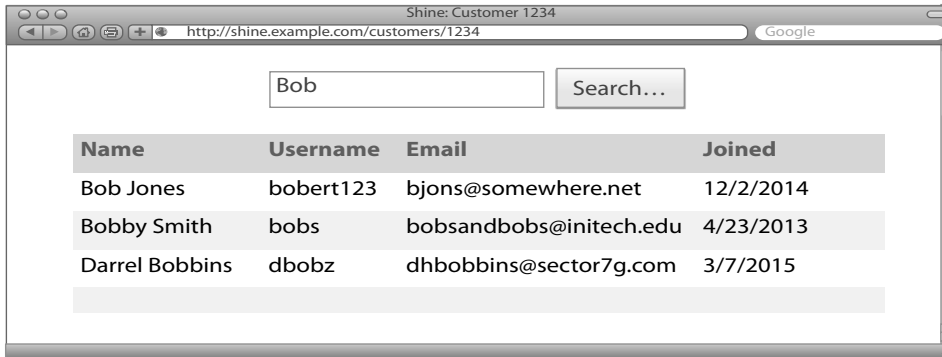 Shine: Customer 1234
http://shine.example.com/customers/1234 Google
Bob Search...
Name Username Email Joined
Bob Jones bobert123 bjons@somewhere.net 12/2/2014
Bobby Smith bobs bobsandbobs@initech.edu 4/23/2013
Darrel Bobbins dbobz dhbobbins@sector7g.com 3/7/2015